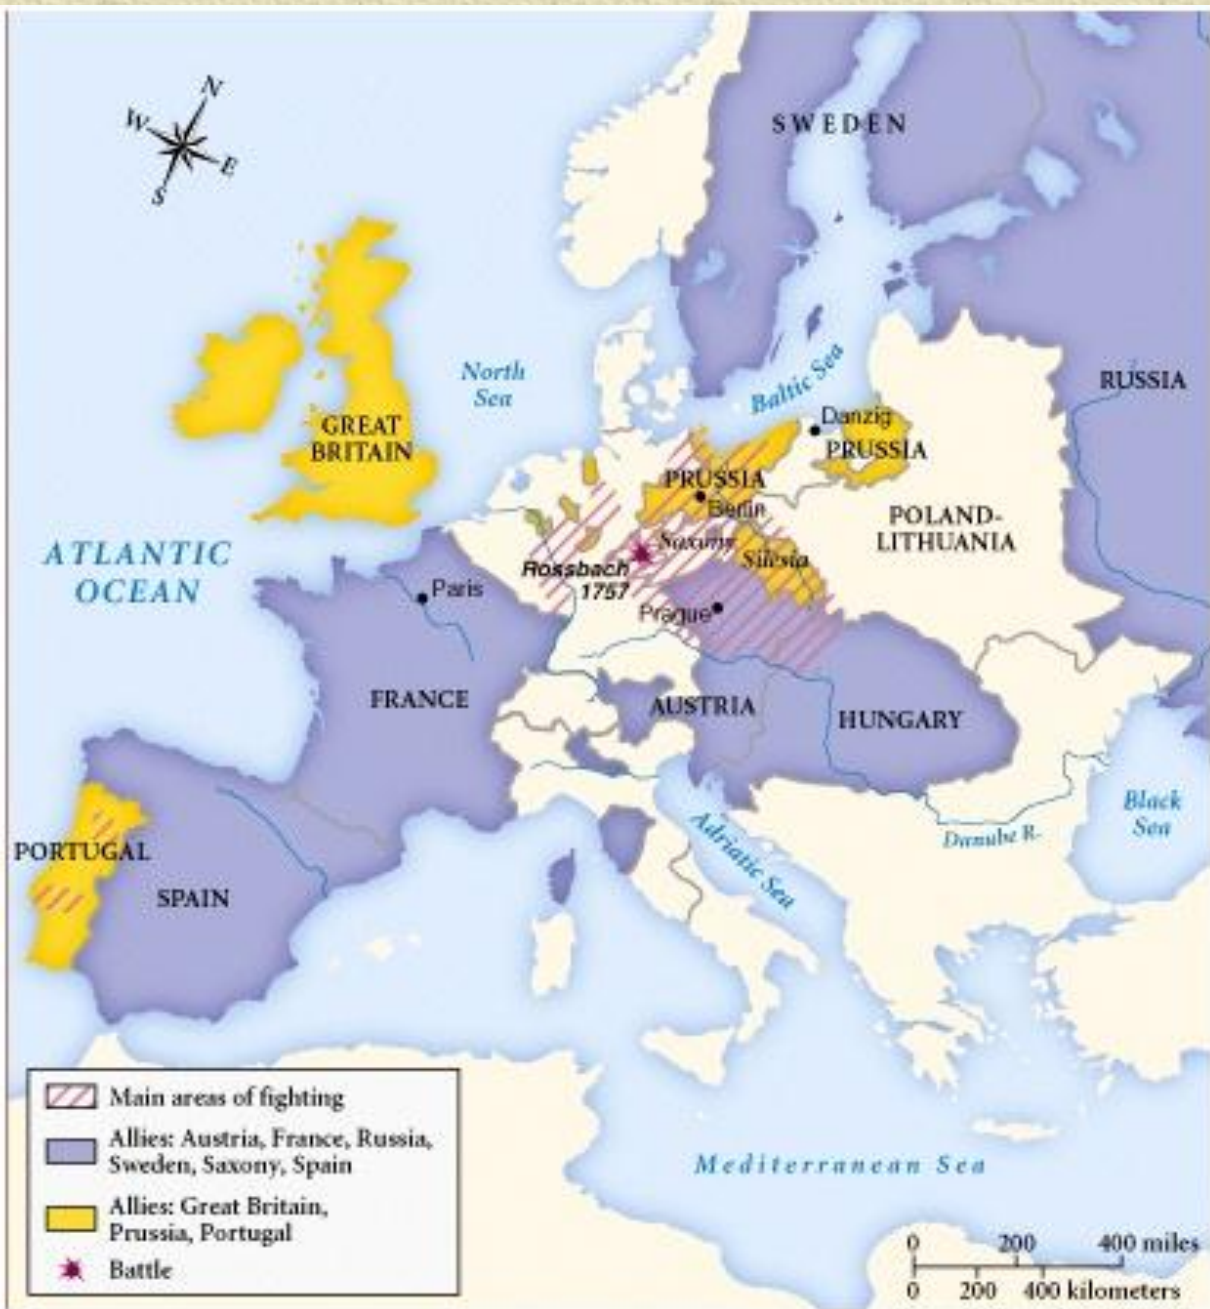 N
W
E
S
SWEDEN
North
Sea
Baltic Sea
RUSSIA
GREAT
BRITAIN
Danzig
PRUSSIA
PRUSSIA
Berlin
POLAND-
LITHUANIA
ATLANTIC
OCEAN
Saxony
Silesia
Rossbach
1757
Paris
Prague
FRANCE
AUSTRIA
HUNGARY
Black
Sea
Adriatic Sea
Danube R.
PORTUGAL
SPAIN
Mediterranean Sea
Main areas of fighting
Allies: Austria, France, Russia,
Sweden, Saxony, Spain
Allies: Great Britain,
Prussia, Portugal
Battle
0 200 400 miles
0 200 400 kilometers